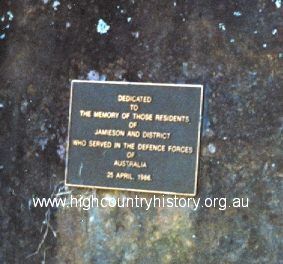 DEDICATED
TO
THE MEMORY OF THOSE RESIDENTS
OF
JAMIESON AND DISTRICT
WHO SERVED IN THE DEFENCE FORCES
OF
AUSTRALIA
25 APRIL, 1986.
www.highcountryhistory.org.au